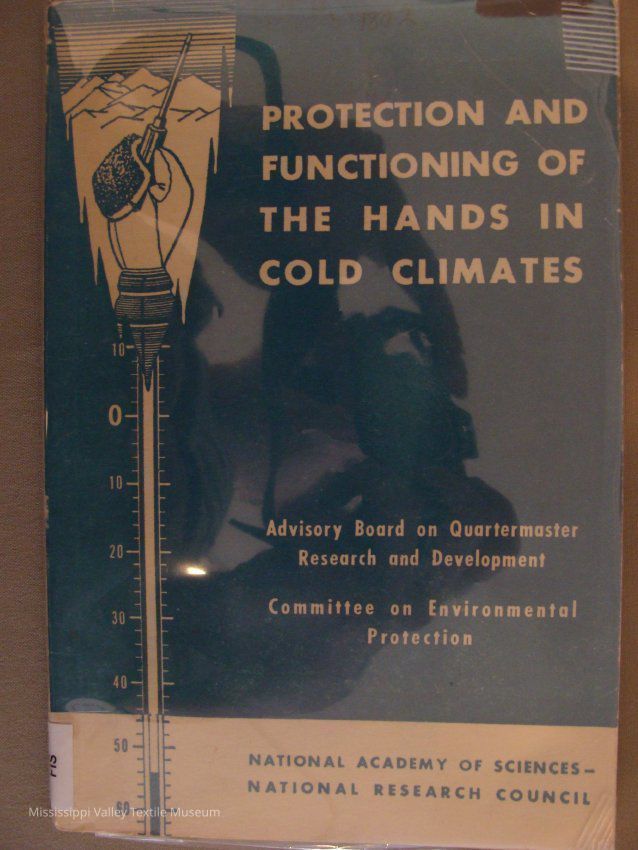 PROTECTION AND
FUNCTIONING OF
THE HANDS IN
COLD CLIMATES
10
0
10
20
30
40
50
60
Advisory Board on Quartermaster
Research and Development
Committee on Environmental
Protection
NATIONAL ACADEMY OF SCIENCES–
NATIONAL RESEARCH COUNCIL
FIS
Mississippi Valley Textile Museum